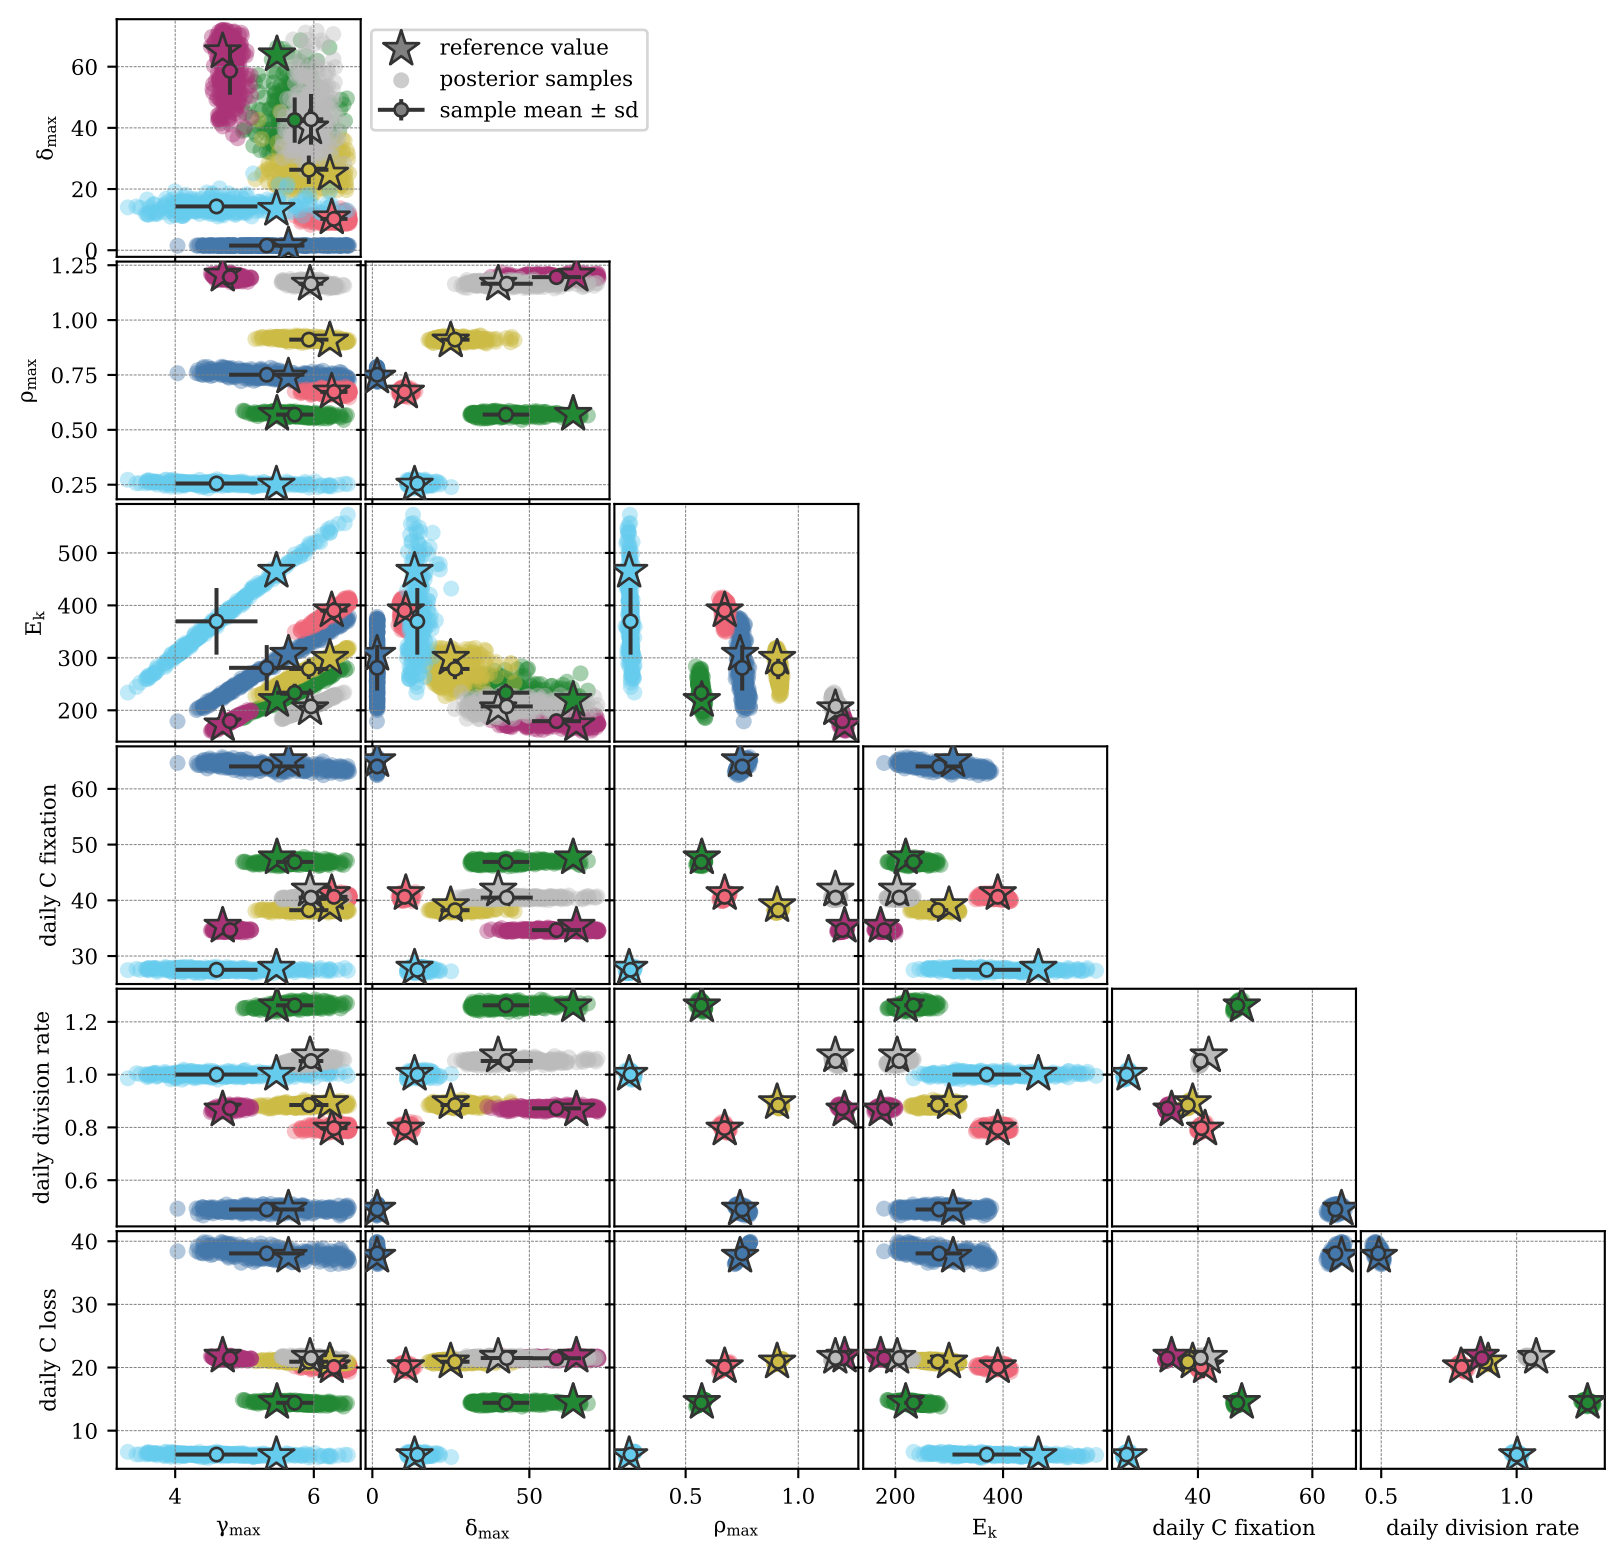 reference value
posterior samples
sample mean ± sd
60
40
20
0
δmax
1.25
1.00
0.75
0.50
0.25
ρmax
500
400
300
200
Ek
60
50
40
30
daily C fixation
1.2
1.0
0.8
0.6
daily division rate
40
30
20
10
daily C loss
4 6 0 50 0.5 1.0 200 400 40 60 0.5 1.0
γmax δmax ρmax Ek daily C fixation daily division rate